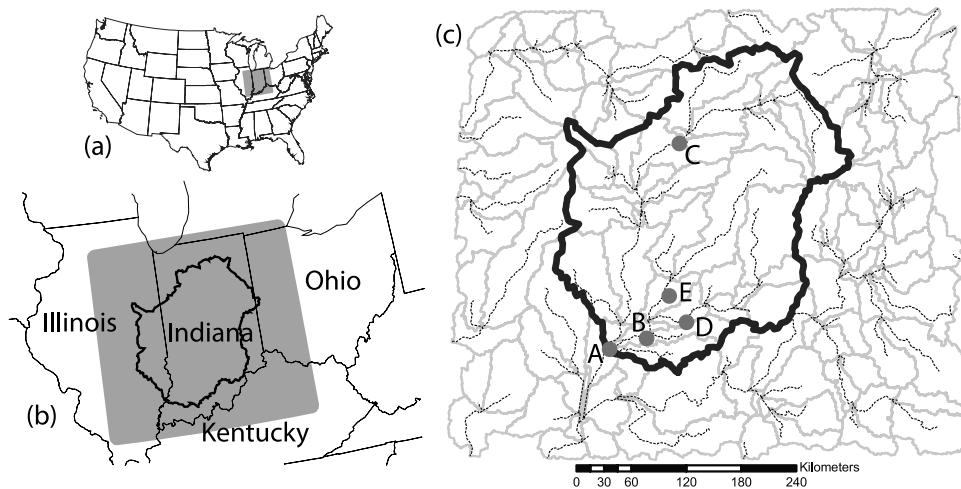 (a)
(b)
Illinois
Indiana
Ohio
Kentucky
(c)
C
E
B
D
A
Kilometers
0 30 60 120 180 240